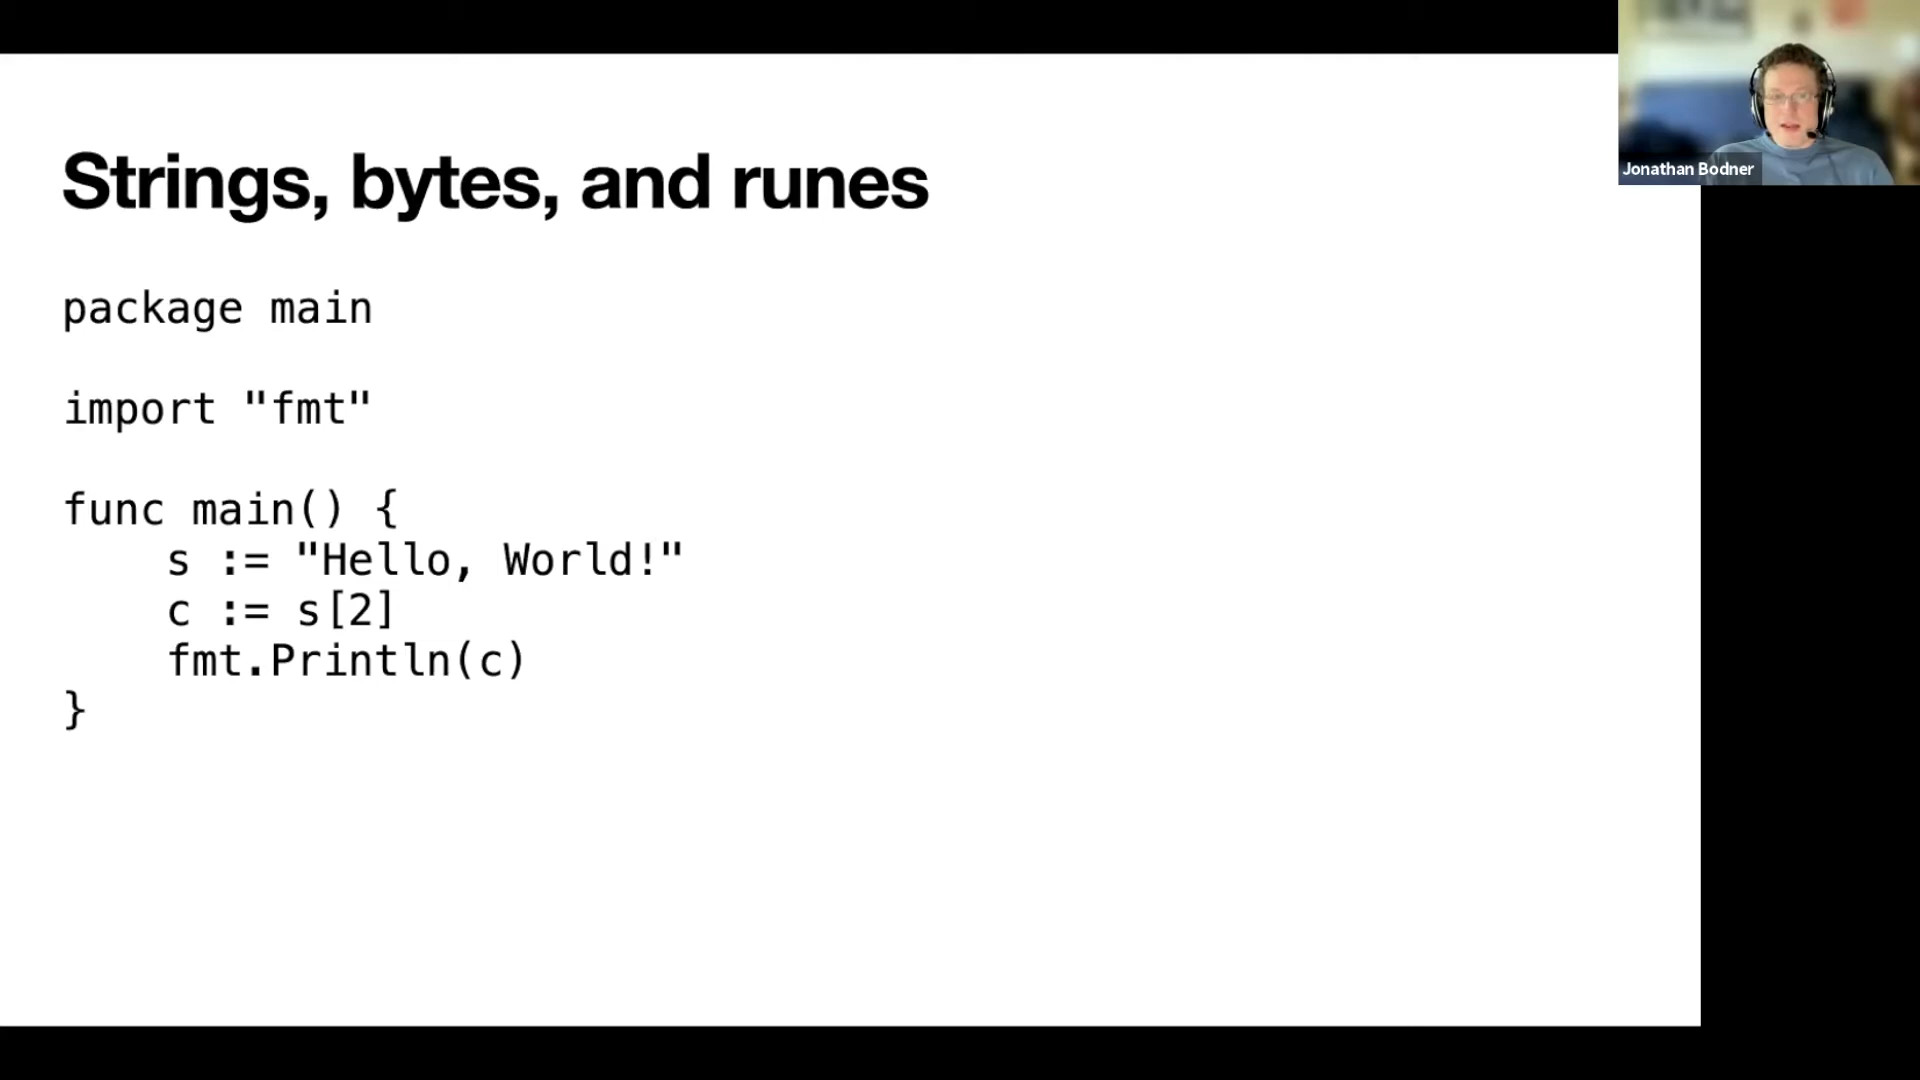 Strings, bytes, and runes
package main
import "fmt"
func main() {
    s := "Hello, World!"
    c := s[2]
    fmt.Println(c)
}
Jonathan Bodner